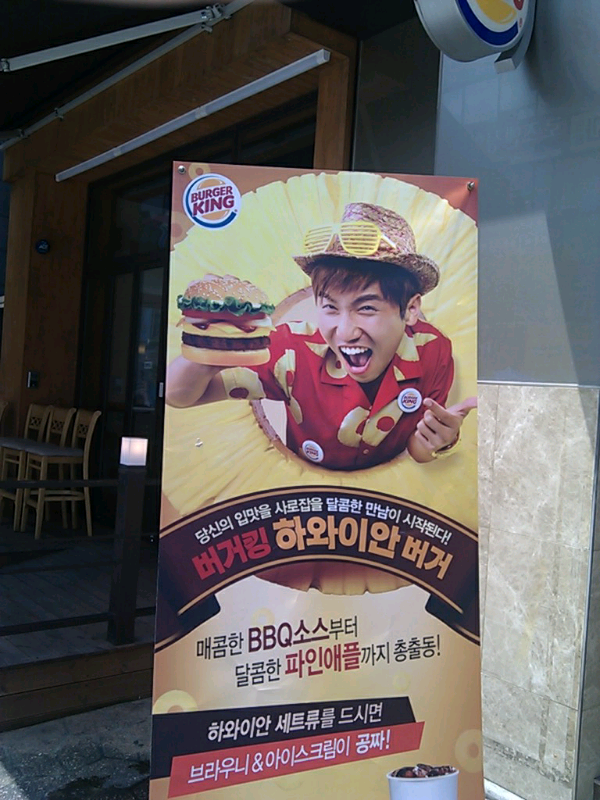 BURGER
KING
BURGER
KING
당신의 입맛을 사로잡을 달콤한 만남이 시작된다!
버거킹 하와이안 버거
매콤한 BBQ소스부터
달콤한 파인애플까지 총출동!
하와이안 세트류를 드시면
브라우니&아이스크림이 공짜!